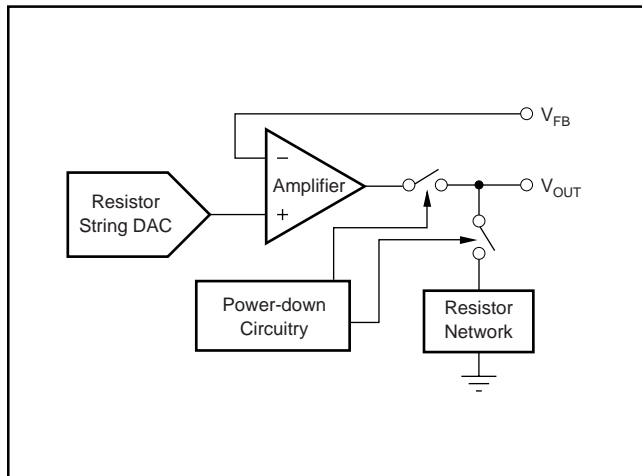 V_FB
−
Amplifier
+
V_OUT
Resistor
String DAC
Power-down
Circuitry
Resistor
Network